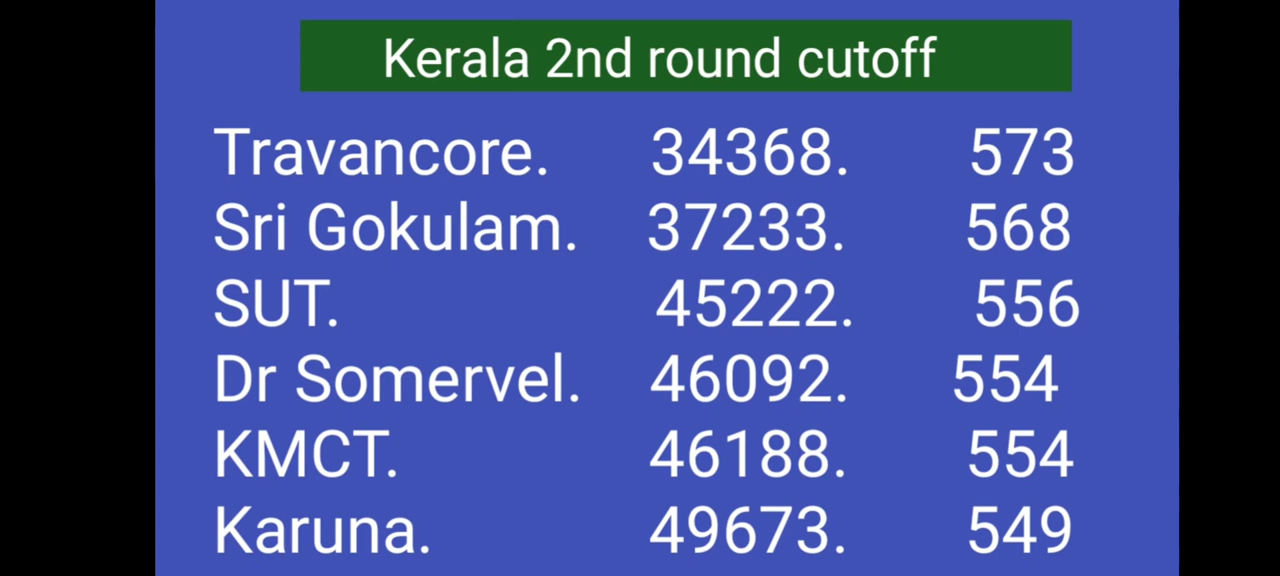 Kerala 2nd round cutoff
Travancore. 34368. 573
Sri Gokulam. 37233. 568
SUT. 45222. 556
Dr Somervel. 46092. 554
KMCT. 46188. 554
Karuna. 49673. 549